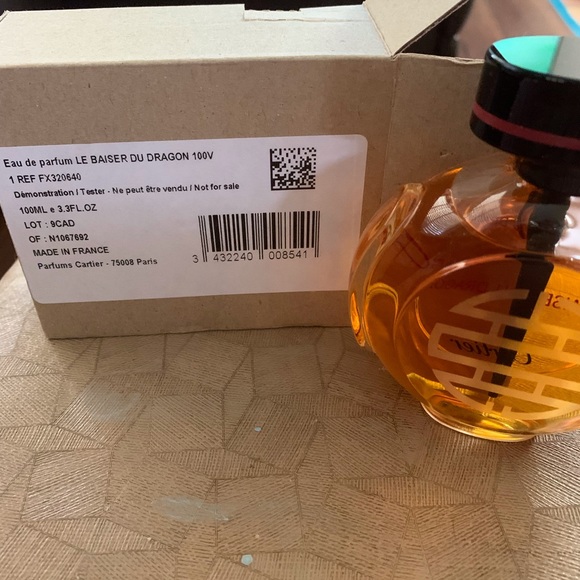 Eau de parfum LE BAISER DU DRAGON 100V
1 REF FX320640
Démonstration / Tester - Ne peut être vendu / Not for sale
100ML e 3.3FL.OZ
LOT : 9CAD
OF : N1067692
MADE IN FRANCE
Parfums Cartier - 75008 Paris
3 432240 008541
Cartier